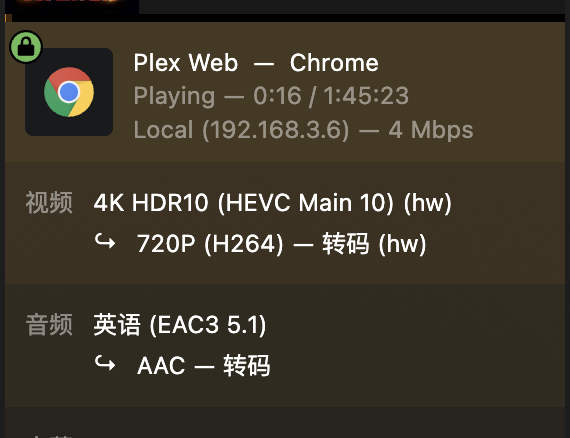 Plex Web — Chrome
Playing — 0:16 / 1:45:23
Local (192.168.3.6) — 4 Mbps
视频 4K HDR10 (HEVC Main 10) (hw)
↪ 720P (H264) — 转码 (hw)
音频 英语 (EAC3 5.1)
↪ AAC — 转码